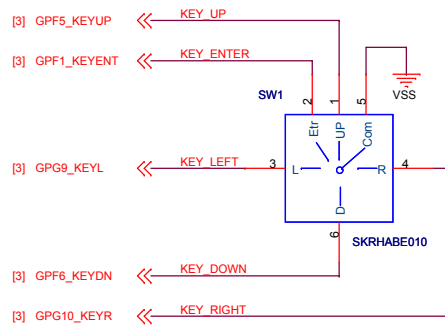 [3] GPF5_KEYUP KEY_UP
[3] GPF1_KEYENT KEY_ENTER
SW1 2 1 5 VSS
Etr UP Com
[3] GPG9_KEYL KEY_LEFT 3 L R 4
D
6
SKRHABE010
[3] GPF6_KEYDN KEY_DOWN
[3] GPG10_KEYR KEY_RIGHT